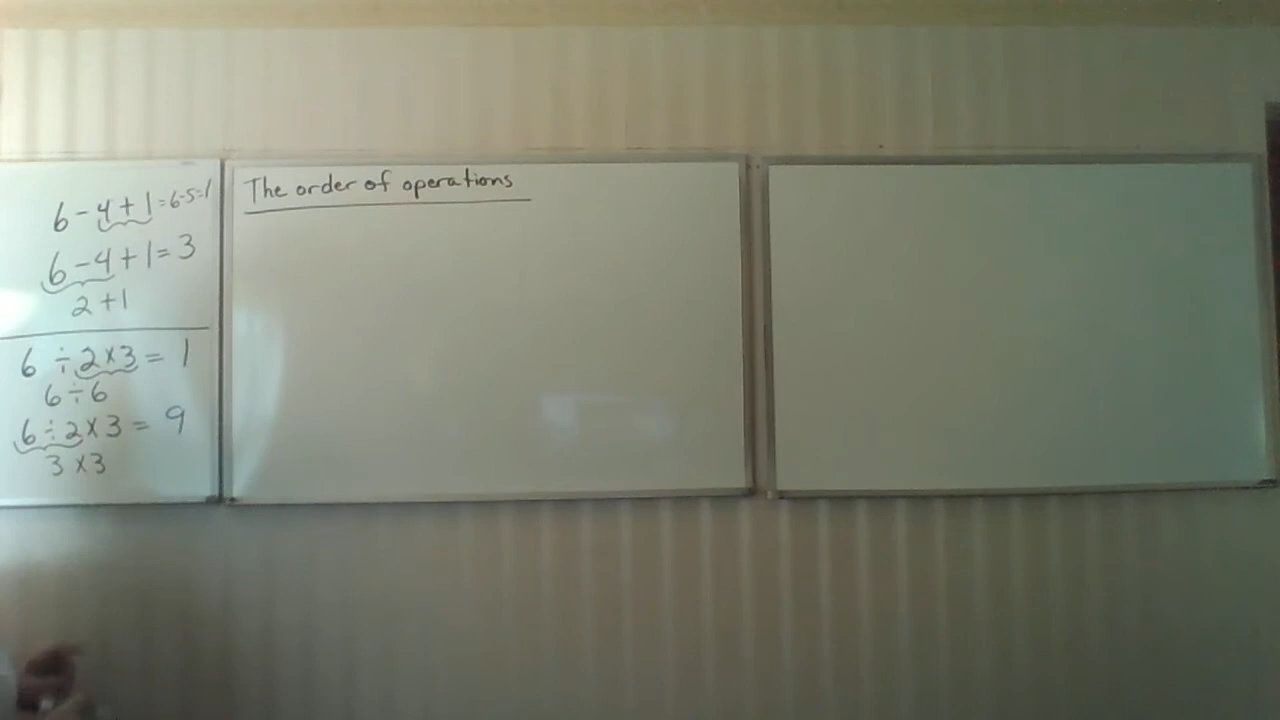 6 - 4 + 1 = 6-5=1
6 - 4 + 1 = 3
2 + 1
6 ÷ 2 × 3 = 1
6 ÷ 6
6 ÷ 2 × 3 = 9
3 × 3
The order of operations